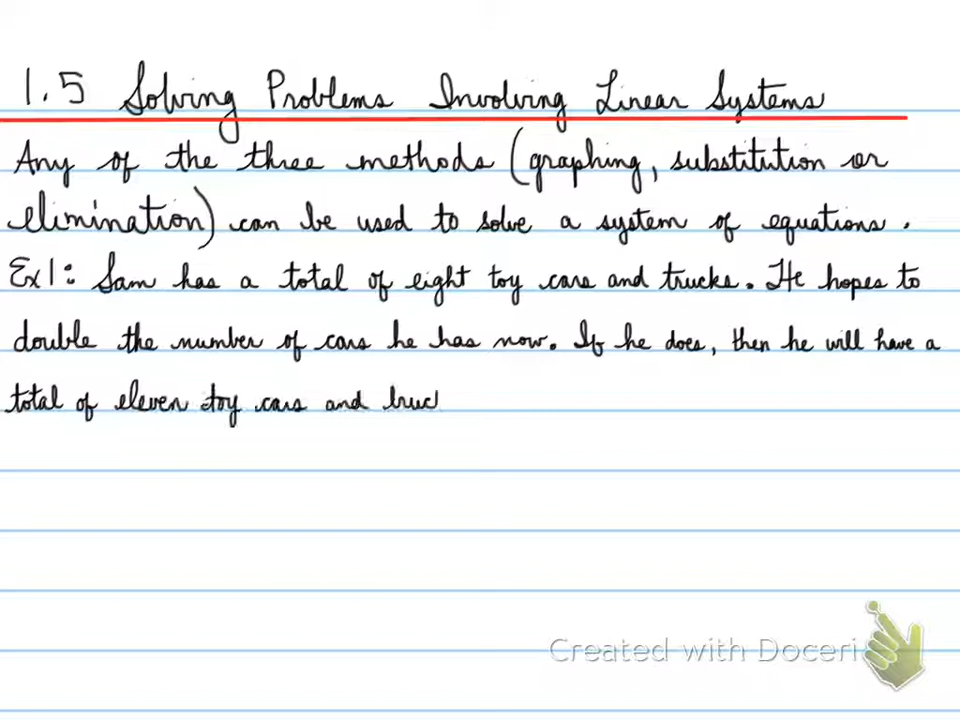 1.5 Solving Problems Involving Linear Systems
Any of the three methods (graphing, substitution or
elimination) can be used to solve a system of equations.
Ex1: Sam has a total of eight toy cars and trucks. He hopes to
double the number of cars he has now. If he does, then he will have a
total of eleven toy cars and truc
Created with Doceri